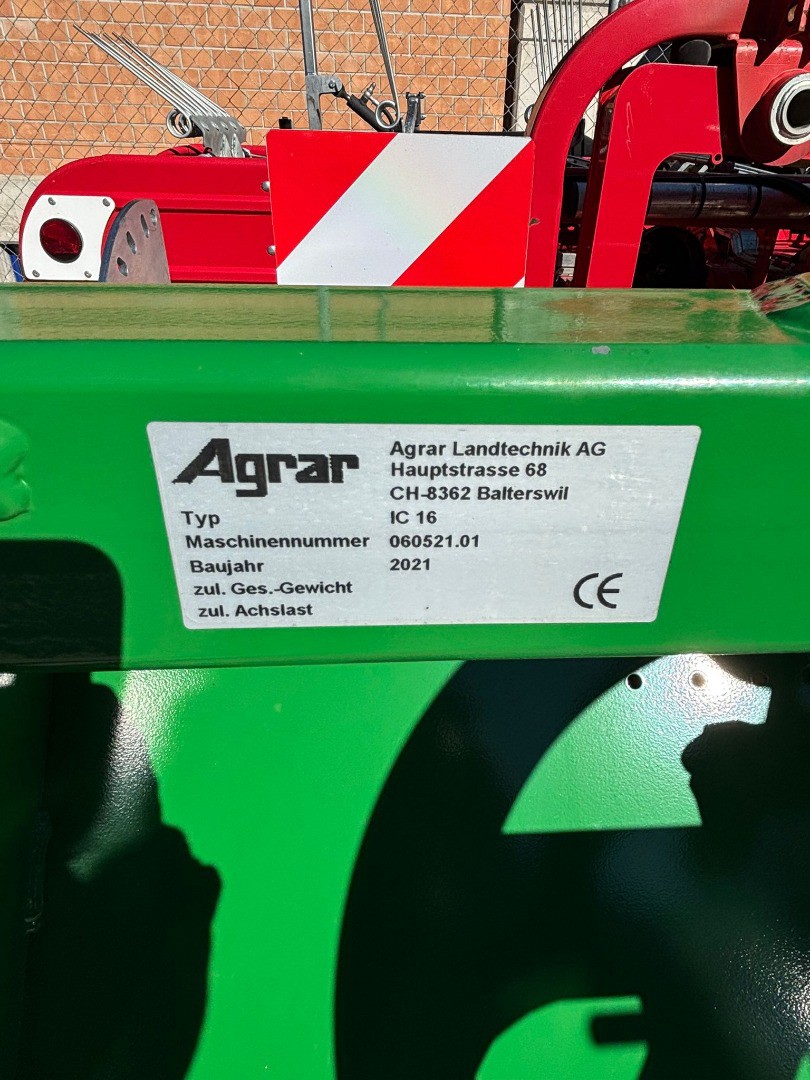 Agrar
Agrar Landtechnik AG
Hauptstrasse 68
CH-8362 Balterswil
Typ IC 16
Maschinennummer 060521.01
Baujahr 2021
zul. Ges.-Gewicht
zul. Achslast
CE